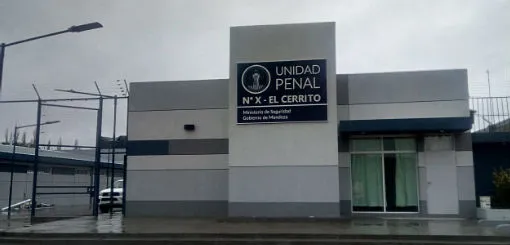 UNIDAD
PENAL
N° X - EL CERRITO
Ministerio de Seguridad
Gobierno de Mendoza